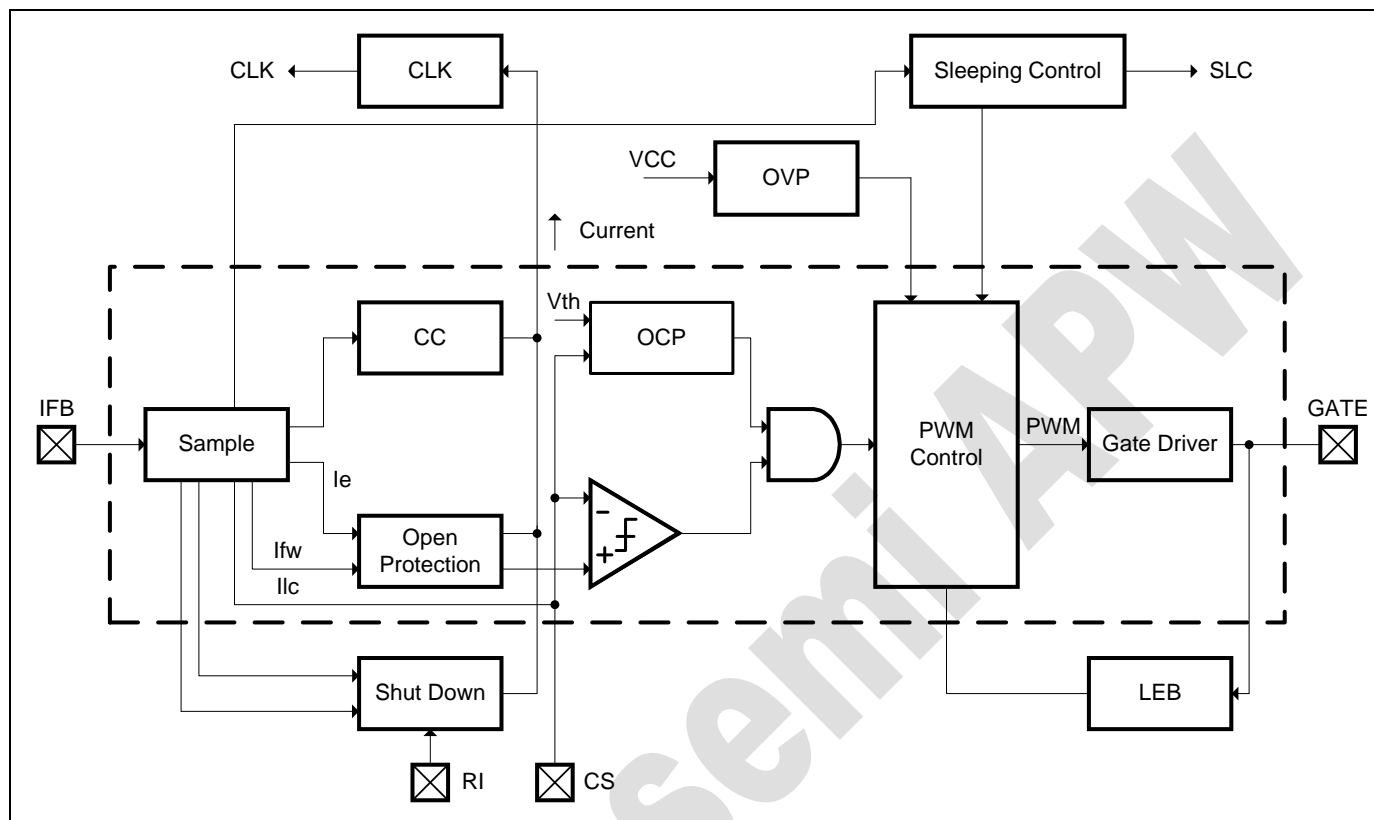 CLK
CLK
Sleeping Control
SLC
VCC
OVP
Current
Vth
CC
OCP
IFB
Sample
PWM
Control
PWM
Gate Driver
GATE
Ie
-
+
Open
Protection
Ifw
Ilc
Shut Down
LEB
RI
CS
semi APW